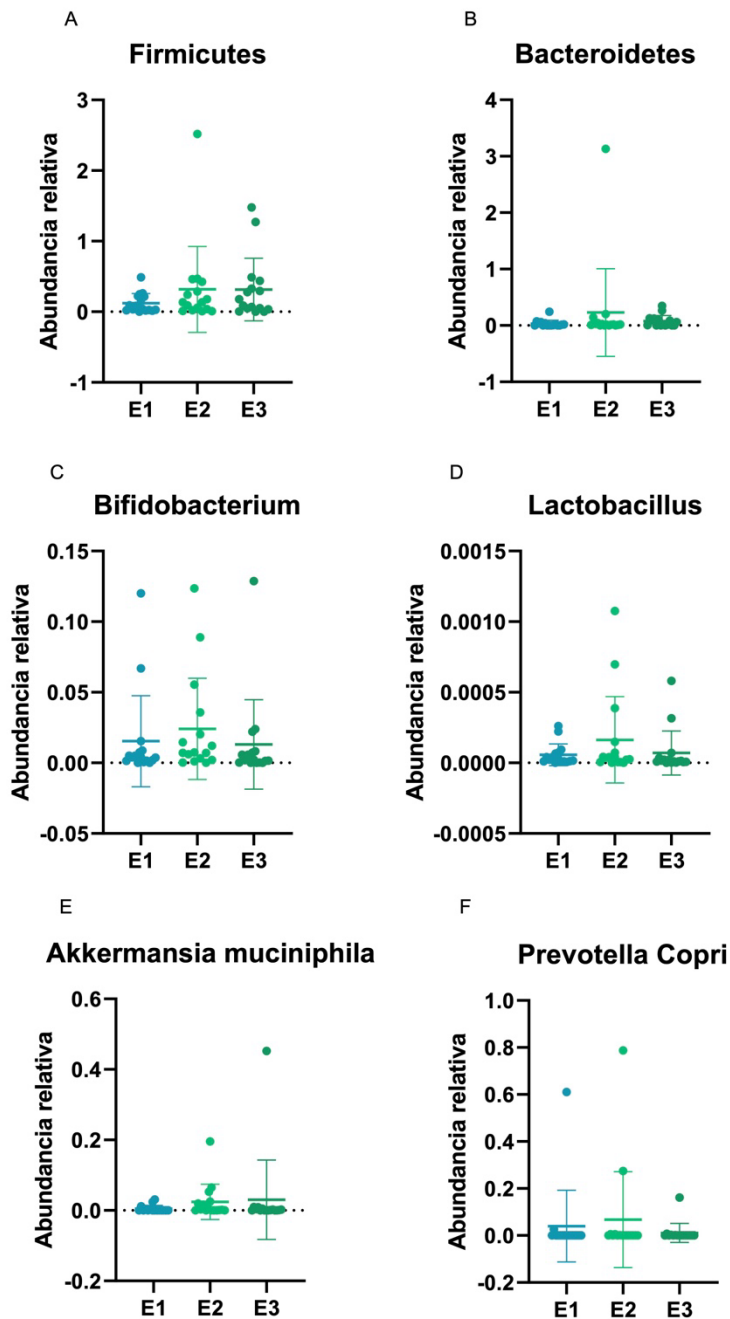 A
Firmicutes
Abundancia relativa
3
2
1
0
-1
E1 E2 E3
B
Bacteroidetes
Abundancia relativa
4
3
2
1
0
-1
E1 E2 E3
C
Bifidobacterium
Abundancia relativa
0.15
0.10
0.05
0.00
-0.05
E1 E2 E3
D
Lactobacillus
Abundancia relativa
0.0015
0.0010
0.0005
0.0000
-0.0005
E1 E2 E3
E
Akkermansia muciniphila
Abundancia relativa
0.6
0.4
0.2
0.0
-0.2
E1 E2 E3
F
Prevotella Copri
Abundancia relativa
1.0
0.8
0.6
0.4
0.2
0.0
-0.2
E1 E2 E3